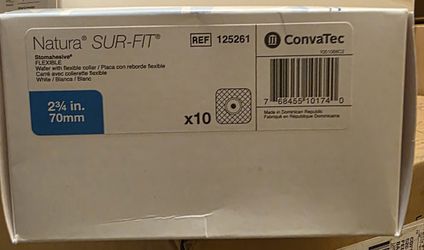 Natura® SUR-FIT®
REF 125261
ConvaTec
Stomahesive®
FLEXIBLE
Wafer with flexible collar / Placa con reborde flexible
Carré avec collerette flexible
White / Blanca / Blanc
2¾ in.
70mm
x10
7 68455 10174 0
Made in Dominican Republic
Fabriqué en République Dominicaine